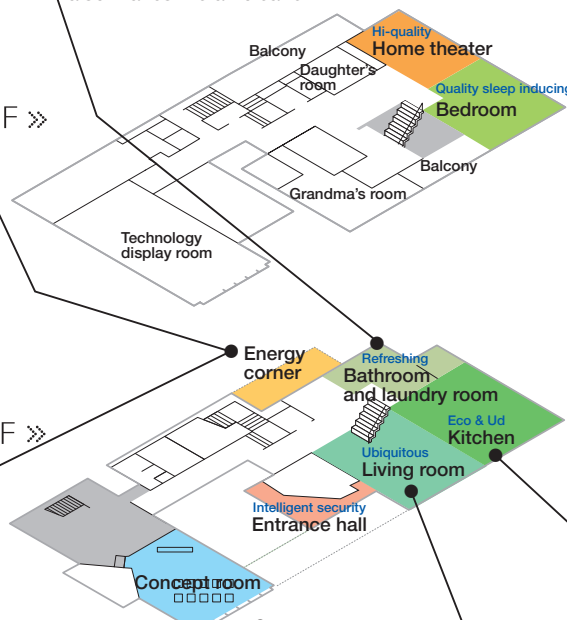 Balcony
Hi-quality
Home theater
Daughter's
room
Quality sleep inducing
Bedroom
F »
Balcony
Grandma's room
Technology
display room
Energy
corner
Refreshing
Bathroom
and laundry room
Eco & Ud
Kitchen
F »
Ubiquitous
Living room
Intelligent security
Entrance hall
Concept room